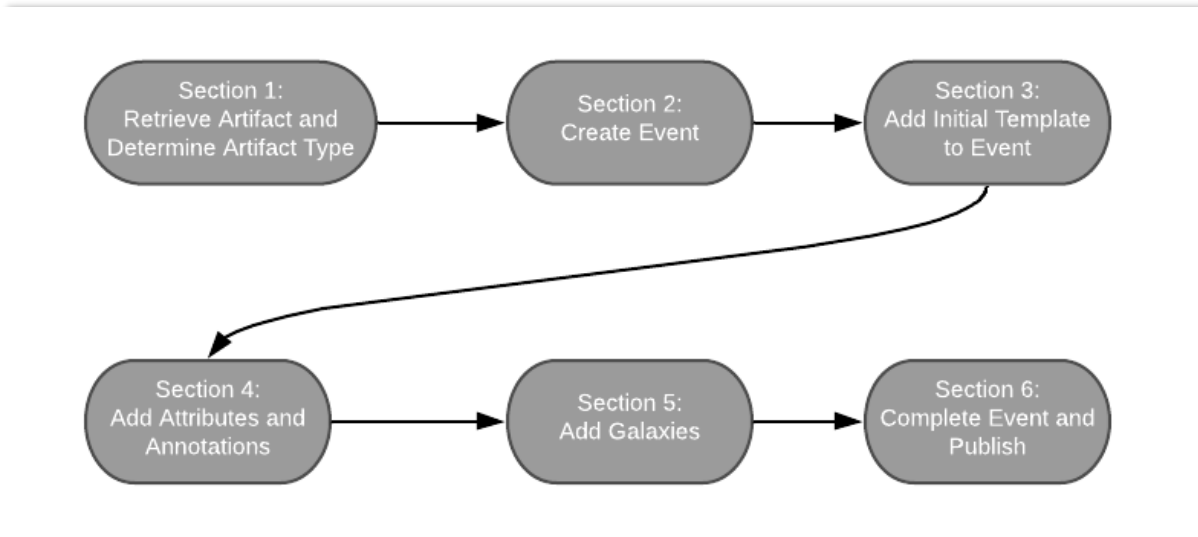 Section 1:
Retrieve Artifact and
Determine Artifact Type
Section 2:
Create Event
Section 3:
Add Initial Template
to Event
Section 4:
Add Attributes and
Annotations
Section 5:
Add Galaxies
Section 6:
Complete Event and
Publish